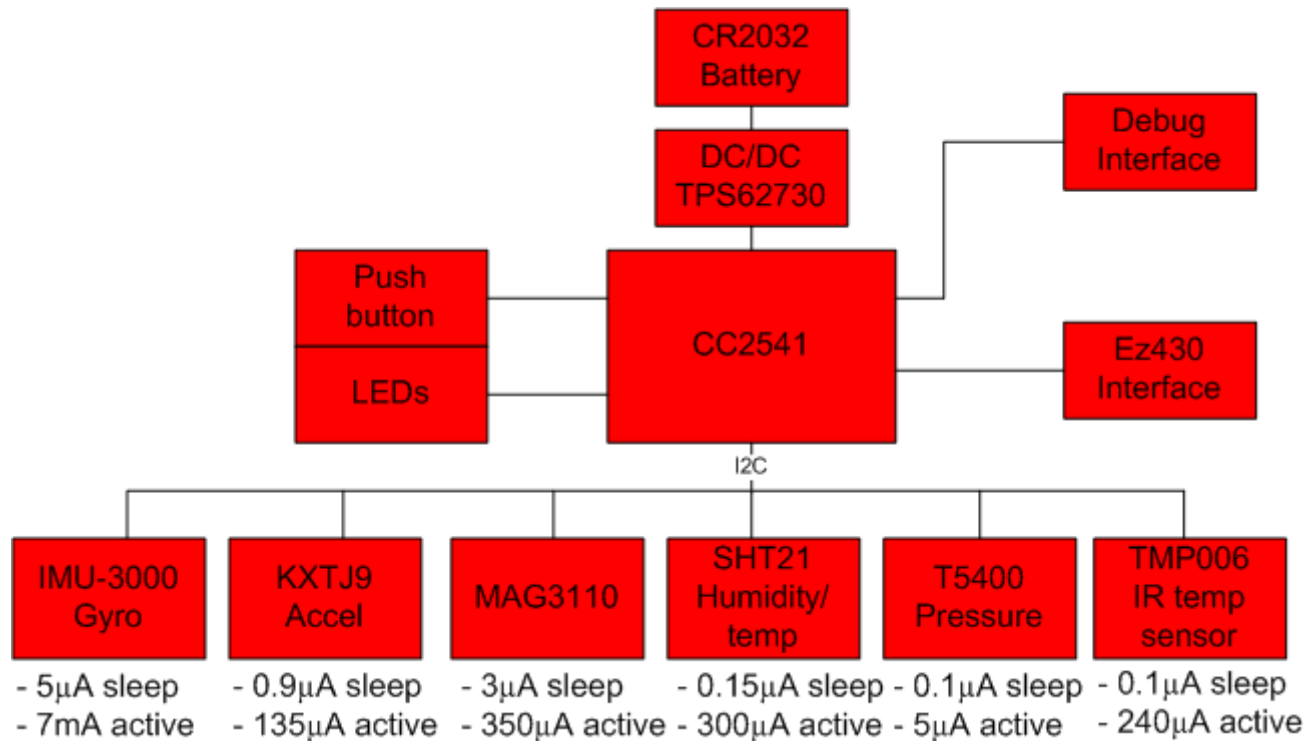 CR2032
Battery
DC/DC
TPS62730
Debug
Interface
Push
button
LEDs
CC2541
Ez430
Interface
I2C
IMU-3000
Gyro
KXTJ9
Accel
MAG3110
SHT21
Humidity/
temp
T5400
Pressure
TMP006
IR temp
sensor
- 5μA sleep
- 7mA active
- 0.9μA sleep
- 135μA active
- 3μA sleep
- 350μA active
- 0.15μA sleep
- 300μA active
- 0.1μA sleep
- 5μA active
- 0.1μA sleep
- 240μA active